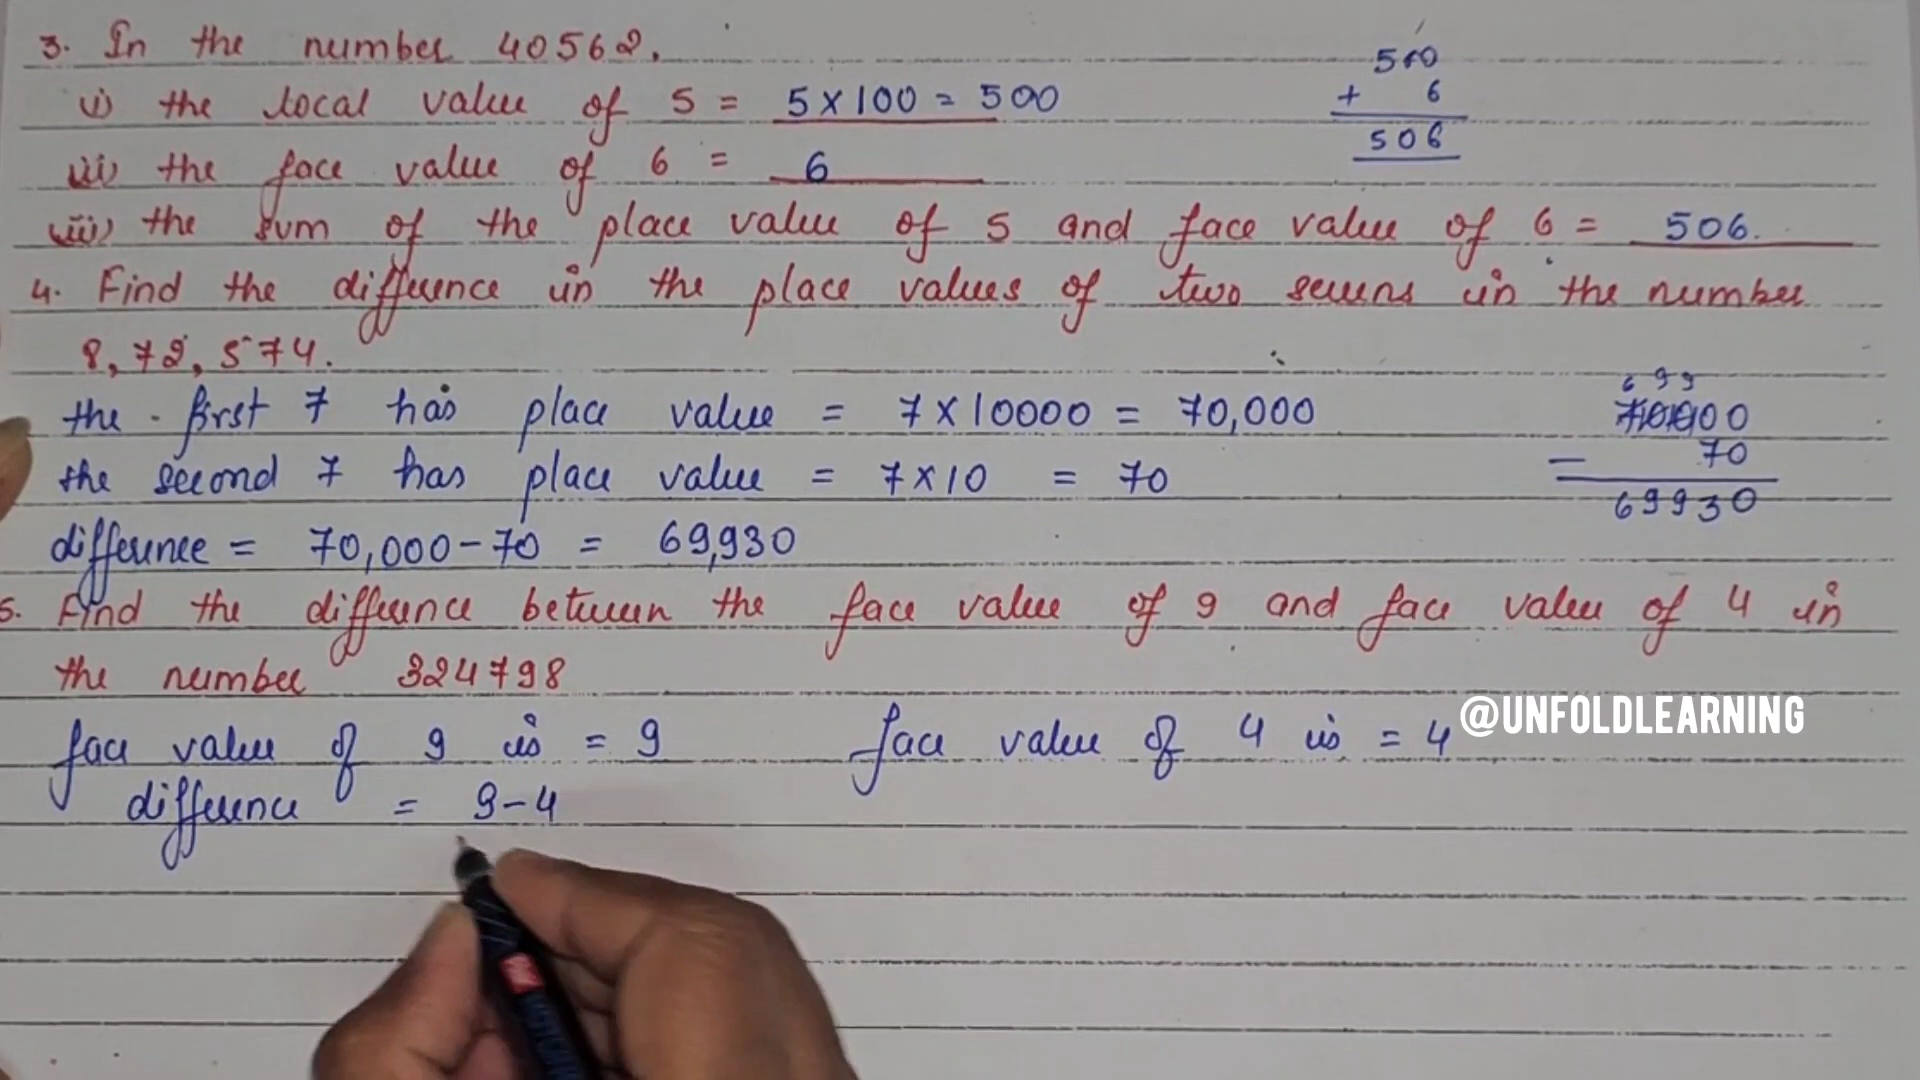 3. In the number 40562.
(i) the local value of 5 = 5×100 = 500
(ii) the face value of 6 = 6
(iii) the sum of the place value of 5 and face value of 6 = 506.
500
+ 6
506
4. Find the difference in the place values of two sevens in the number
8,72,574.
the first 7 has place value = 7×10000 = 70,000
the second 7 has place value = 7×10 = 70
difference = 70,000-70 = 69,930
6 9 9
70000
- 70
69930
5. Find the difference between the face value of 9 and face value of 4 in
the number 324798
@UNFOLDLEARNING
face value of 9 is = 9 face value of 4 is = 4
difference = 9-4